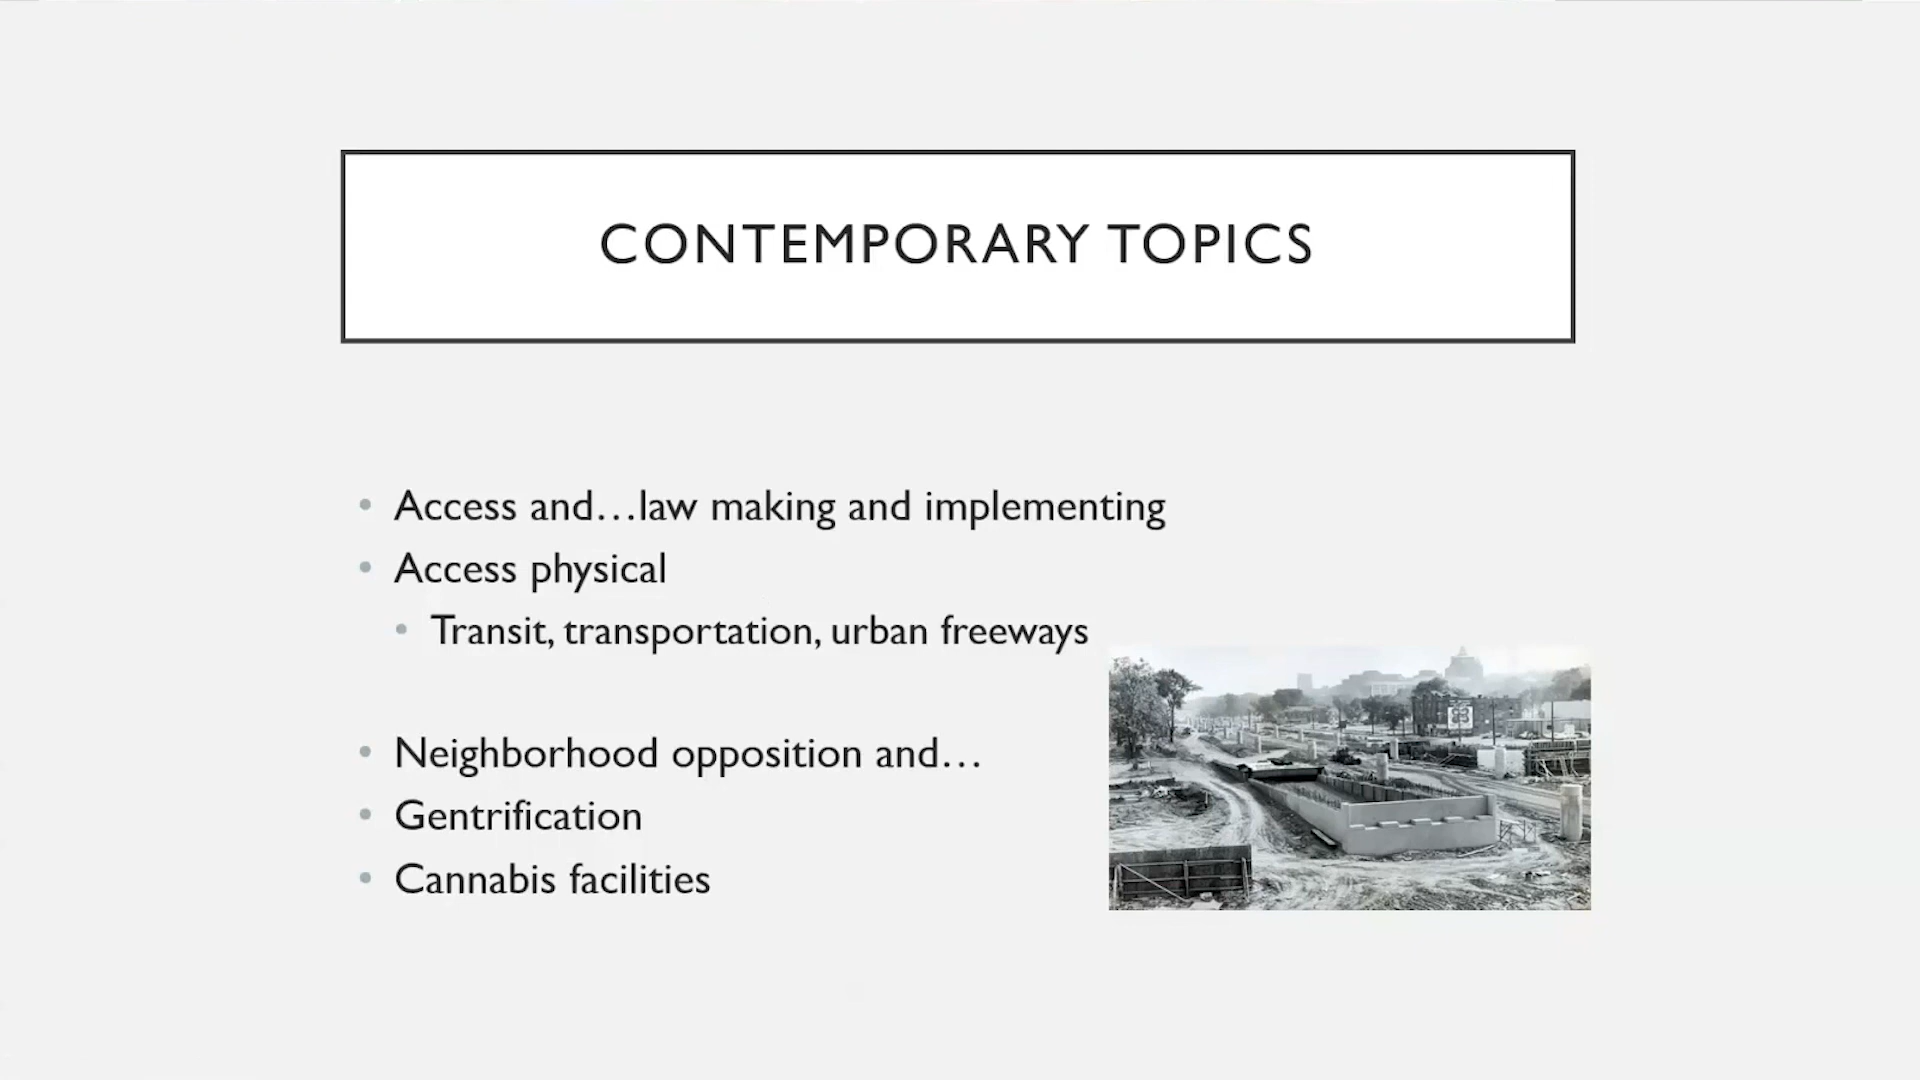 CONTEMPORARY TOPICS
• Access and…law making and implementing
• Access physical
• Transit, transportation, urban freeways
• Neighborhood opposition and…
• Gentrification
• Cannabis facilities